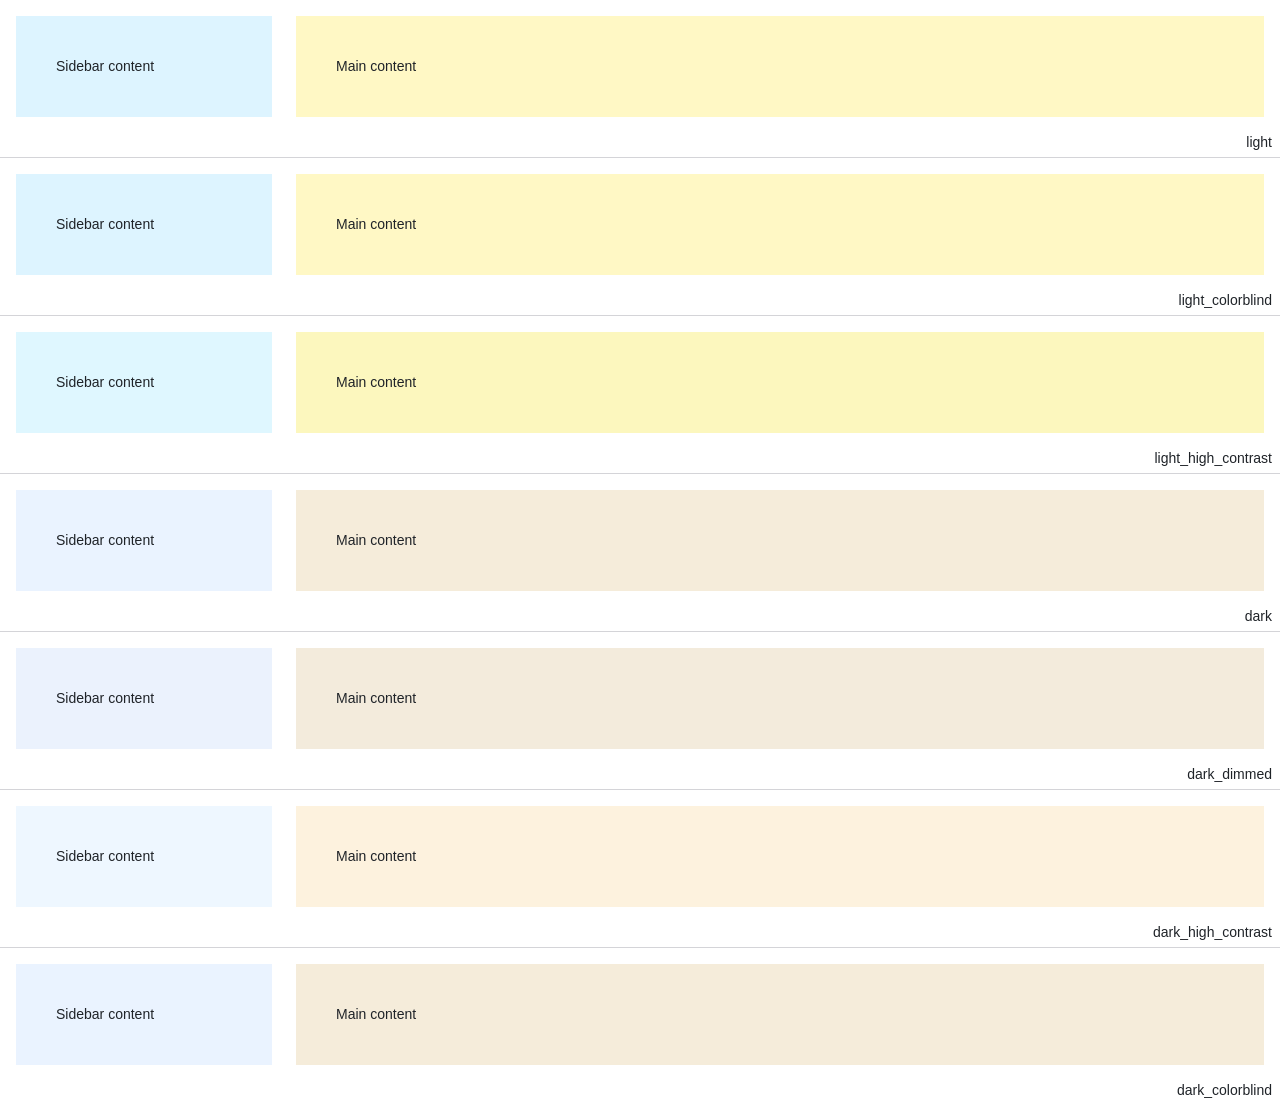 Sidebar content
Main content
light
Sidebar content
Main content
light_colorblind
Sidebar content
Main content
light_high_contrast
Sidebar content
Main content
dark
Sidebar content
Main content
dark_dimmed
Sidebar content
Main content
dark_high_contrast
Sidebar content
Main content
dark_colorblind